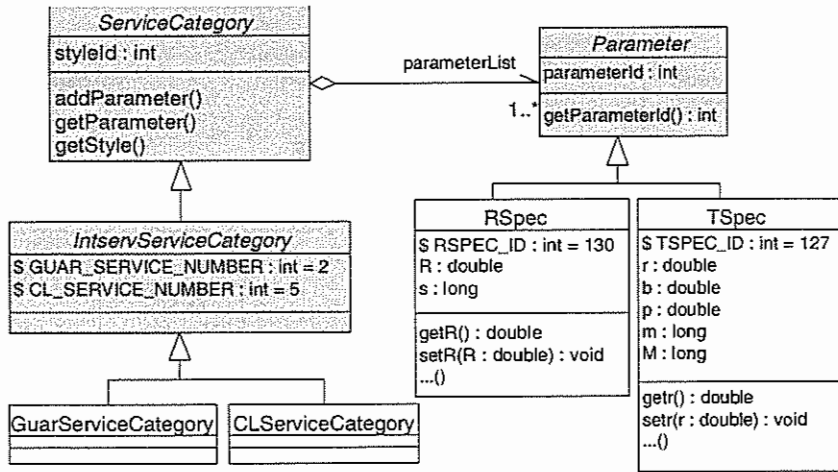 ServiceCategory
styleId : int
addParameter()
getParameter()
getStyle()
parameterList
1..*
Parameter
parameterId : int
getParameterId() : int
IntservServiceCategory
$ GUAR_SERVICE_NUMBER : int = 2
$ CL_SERVICE_NUMBER : int = 5
GuarServiceCategory
CLServiceCategory
RSpec
$ RSPEC_ID : int = 130
R : double
s : long
getR() : double
setR(R : double) : void
...()
TSpec
$ TSPEC_ID : int = 127
r : double
b : double
p : double
m : long
M : long
getr() : double
setr(r : double) : void
...()